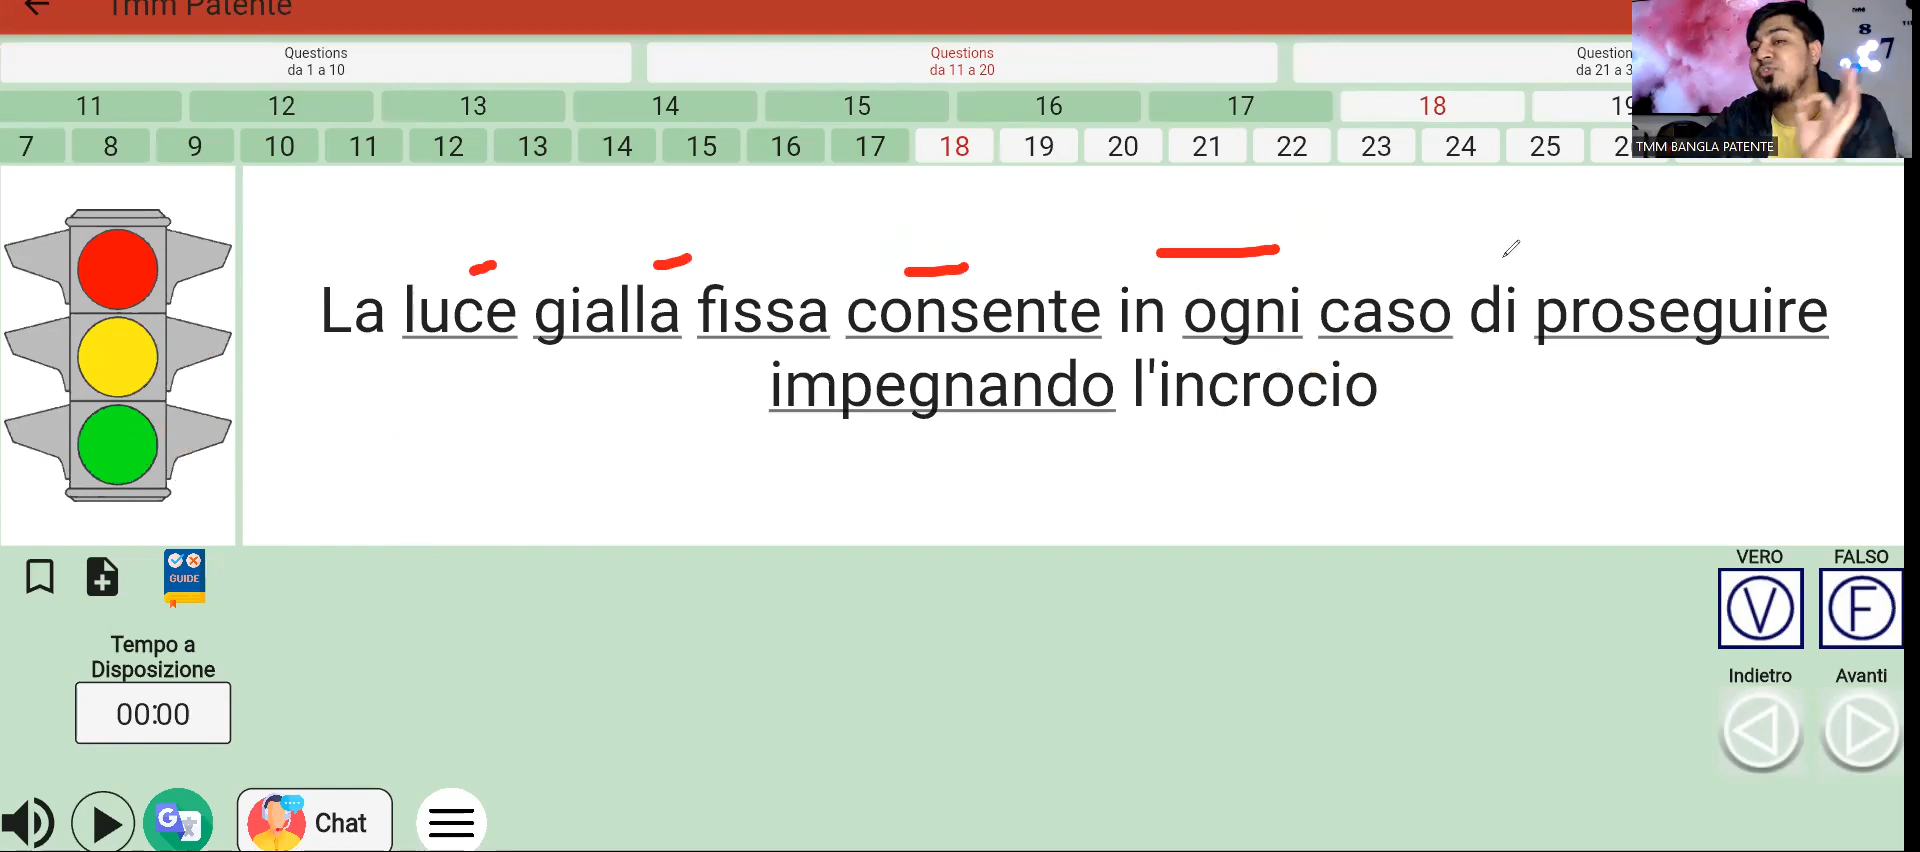 Tmm Patente
Questions
da 1 a 10
Questions
da 11 a 20
da 21 a 3
11 12 13 14 15 16 17 18
7 8 9 10 11 12 13 14 15 16 17 18 19 20 21 22 23 24 25
8
7
TMM BANGLA PATENTE
La luce gialla fissa consente in ogni caso di proseguire
impegnando l'incrocio
GUIDE
VERO FALSO
V F
Tempo a
Disposizione
00:00
Indietro Avanti
G
Chat